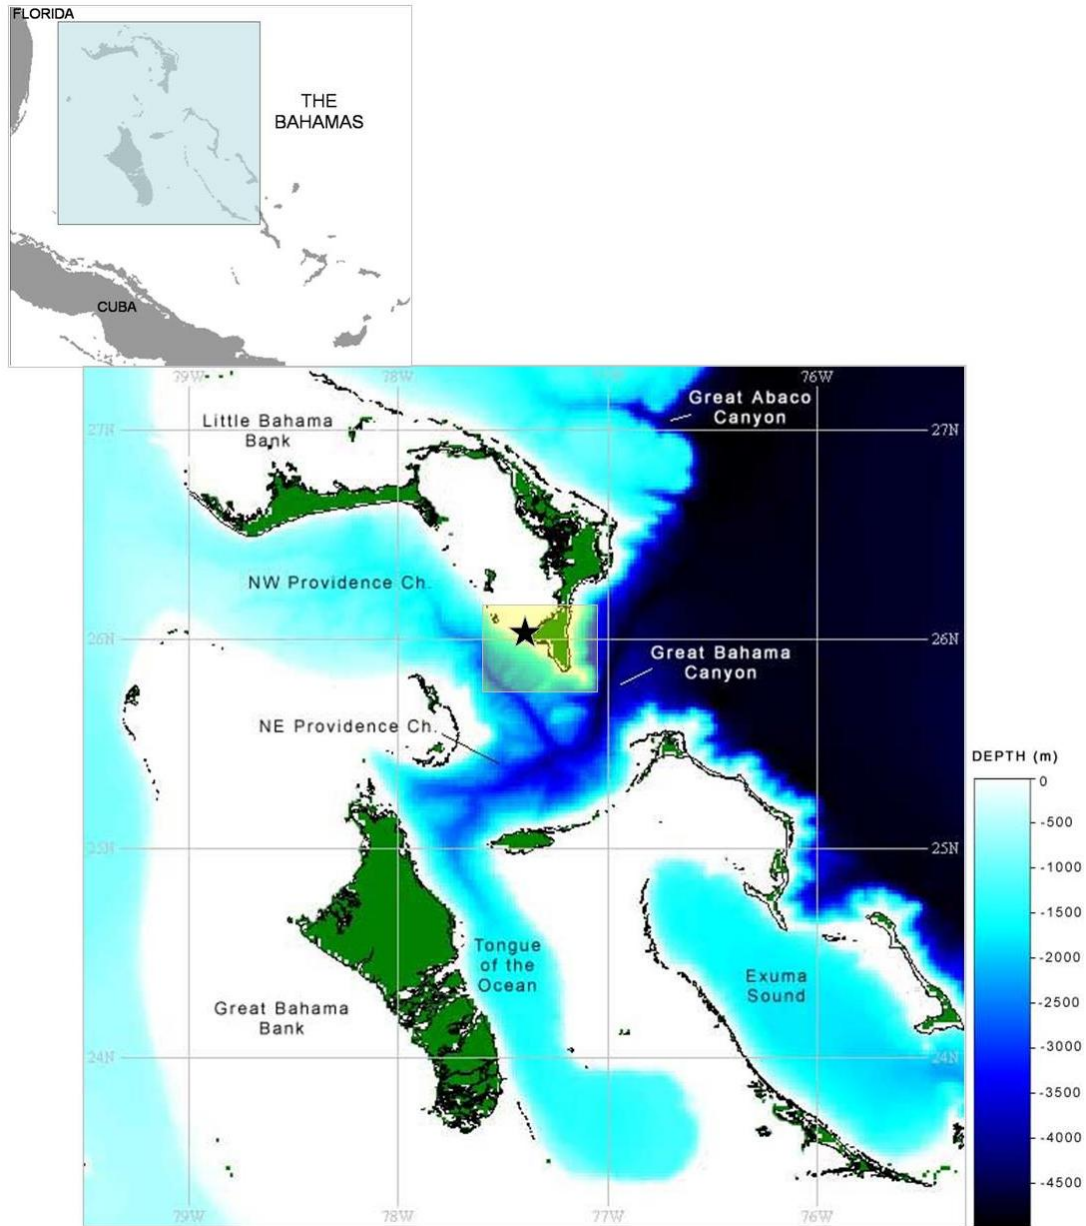 FLORIDA
THE
BAHAMAS
CUBA
79W
78W
76W
Great Abaco
Canyon
Little Bahama
Bank
27N
27N
NW Providence Ch.
26N
26N
Great Bahama
Canyon
NE Providence Ch.
DEPTH (m)
0
-500
-1000
-1500
-2000
-2500
-3000
-3500
-4000
-4500
25N
25N
Tongue
of the
Ocean
Exuma
Sound
Great Bahama
Bank
24N
24N
79W
78W
77W
76W